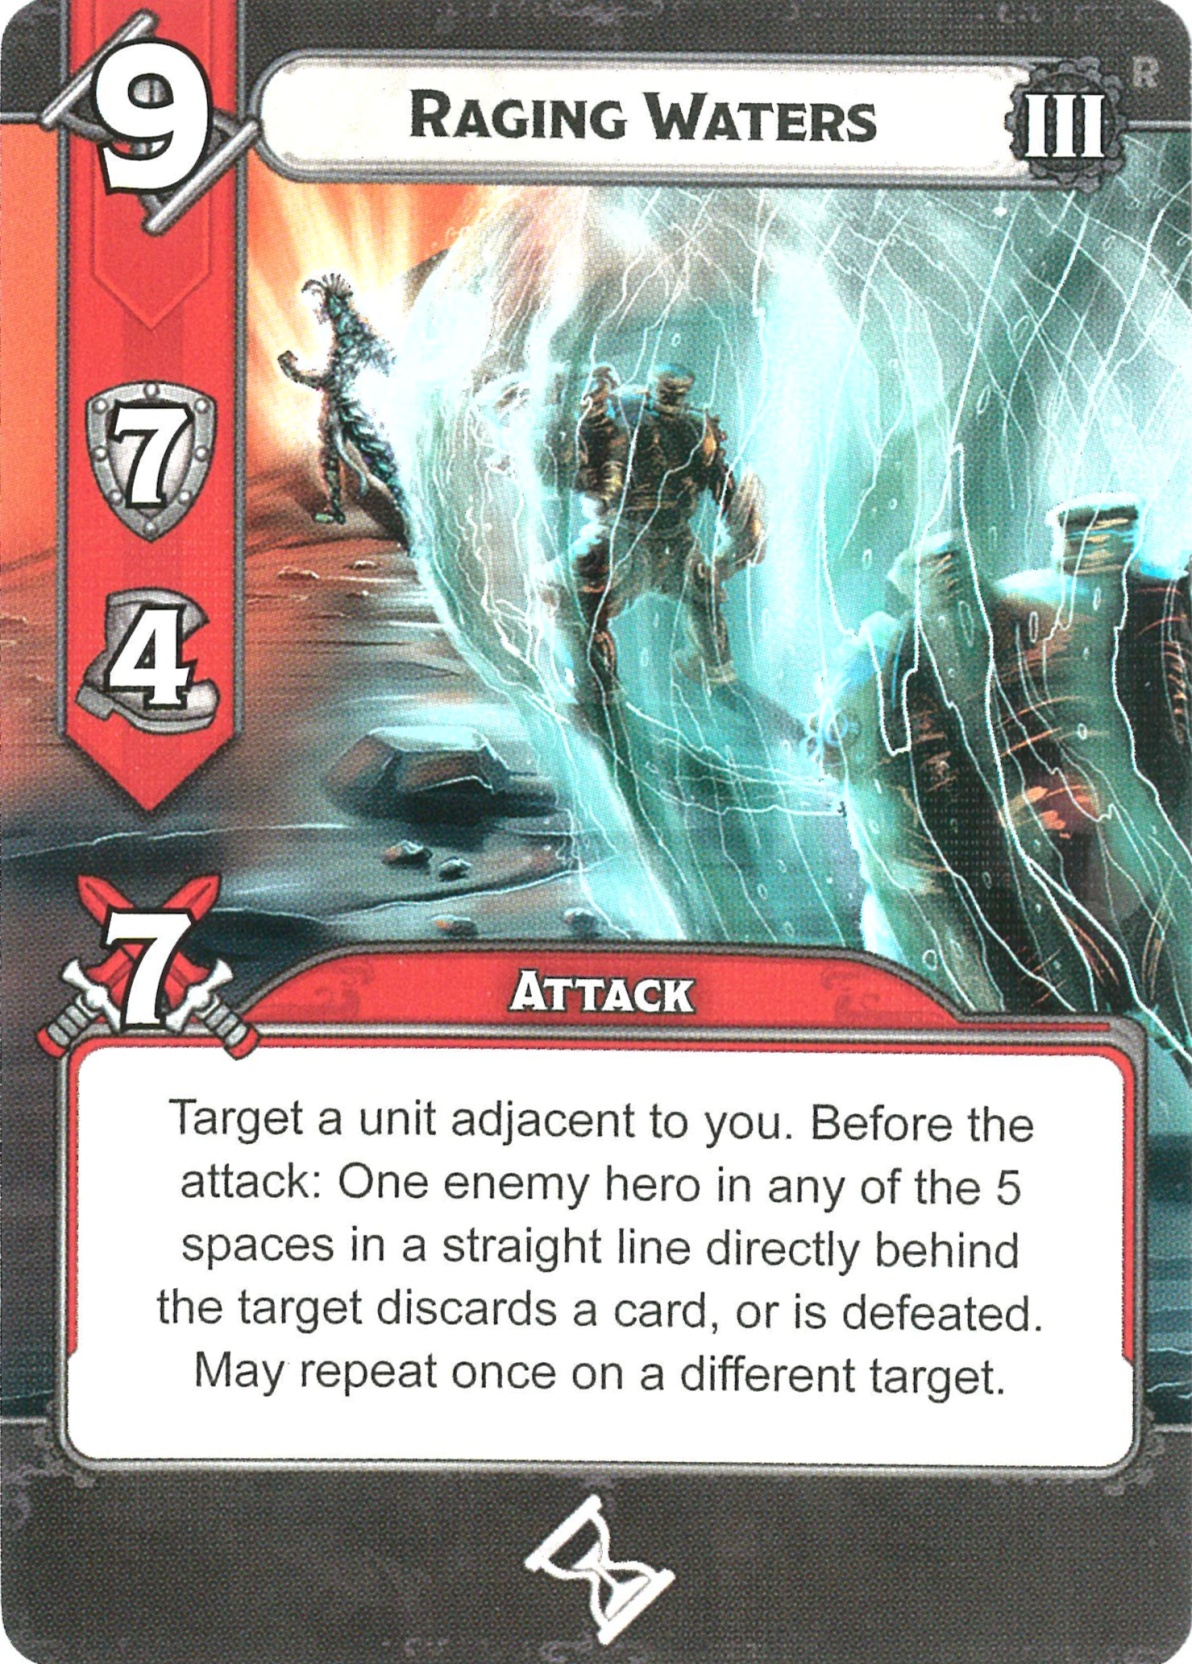 9
RAGING WATERS
III
R
7
4
7
ATTACK
Target a unit adjacent to you. Before the
attack: One enemy hero in any of the 5
spaces in a straight line directly behind
the target discards a card, or is defeated.
May repeat once on a different target.